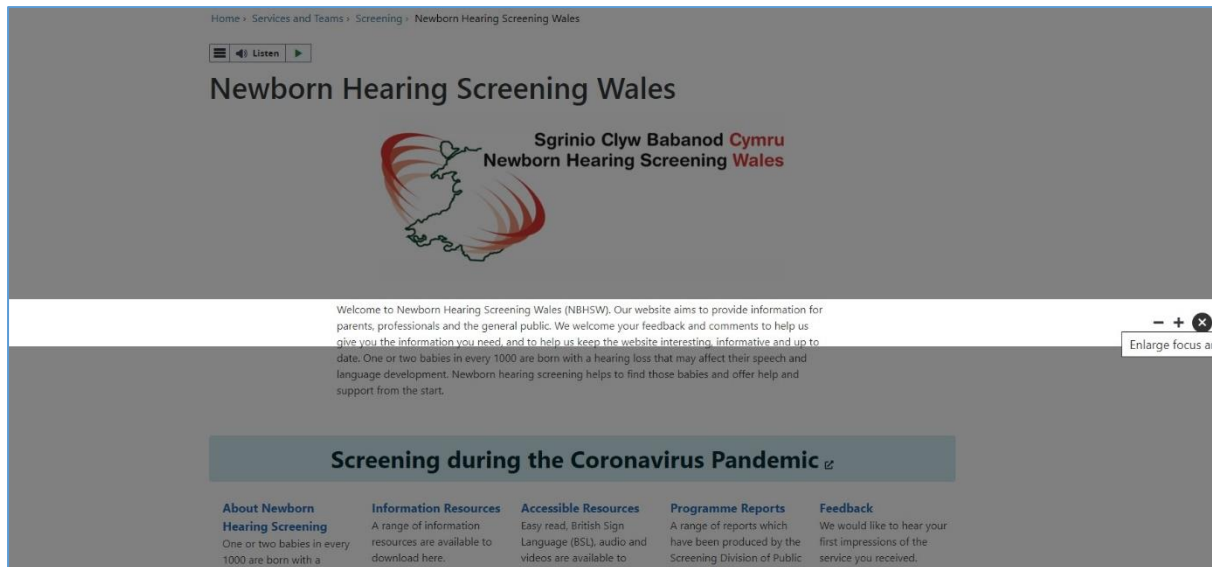 Home › Services and Teams › Screening › Newborn Hearing Screening Wales
Listen
Newborn Hearing Screening Wales
Sgrinio Clyw Babanod Cymru
Newborn Hearing Screening Wales
Welcome to Newborn Hearing Screening Wales (NBHSW). Our website aims to provide information for
parents, professionals and the general public. We welcome your feedback and comments to help us
give you the information you need, and to help us keep the website interesting, informative and up to
date. One or two babies in every 1000 are born with a hearing loss that may affect their speech and
language development. Newborn hearing screening helps to find those babies and offer help and
support from the start.
Enlarge focus a
Screening during the Coronavirus Pandemic
About Newborn
Hearing Screening
One or two babies in every
1000 are born with a
Information Resources
A range of information
resources are available to
download here.
Accessible Resources
Easy read, British Sign
Language (BSL), audio and
videos are available to
Programme Reports
A range of reports which
have been produced by the
Screening Division of Public
Feedback
We would like to hear your
first impressions of the
service you received.